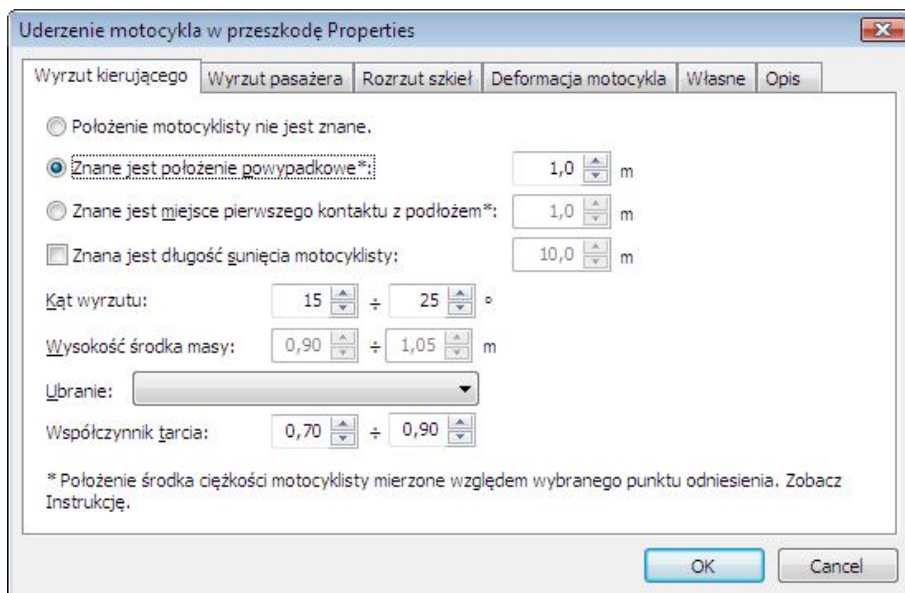 Uderzenie motocykla w przeszkodę Properties
Wyrzut kierującego Wyrzut pasażera Rozrzut szkieł Deformacja motocykla Własne Opis
Położenie motocyklisty nie jest znane.
Znane jest położenie powypadkowe*: 1,0 m
Znane jest miejsce pierwszego kontaktu z podłożem*: 1,0 m
Znana jest długość sunięcia motocyklisty: 10,0 m
Kąt wyrzutu: 15 ÷ 25 °
Wysokość środka masy: 0,90 ÷ 1,05 m
Ubranie:
Współczynnik tarcia: 0,70 ÷ 0,90
* Położenie środka ciężkości motocyklisty mierzone względem wybranego punktu odniesienia. Zobacz
Instrukcję.
OK Cancel